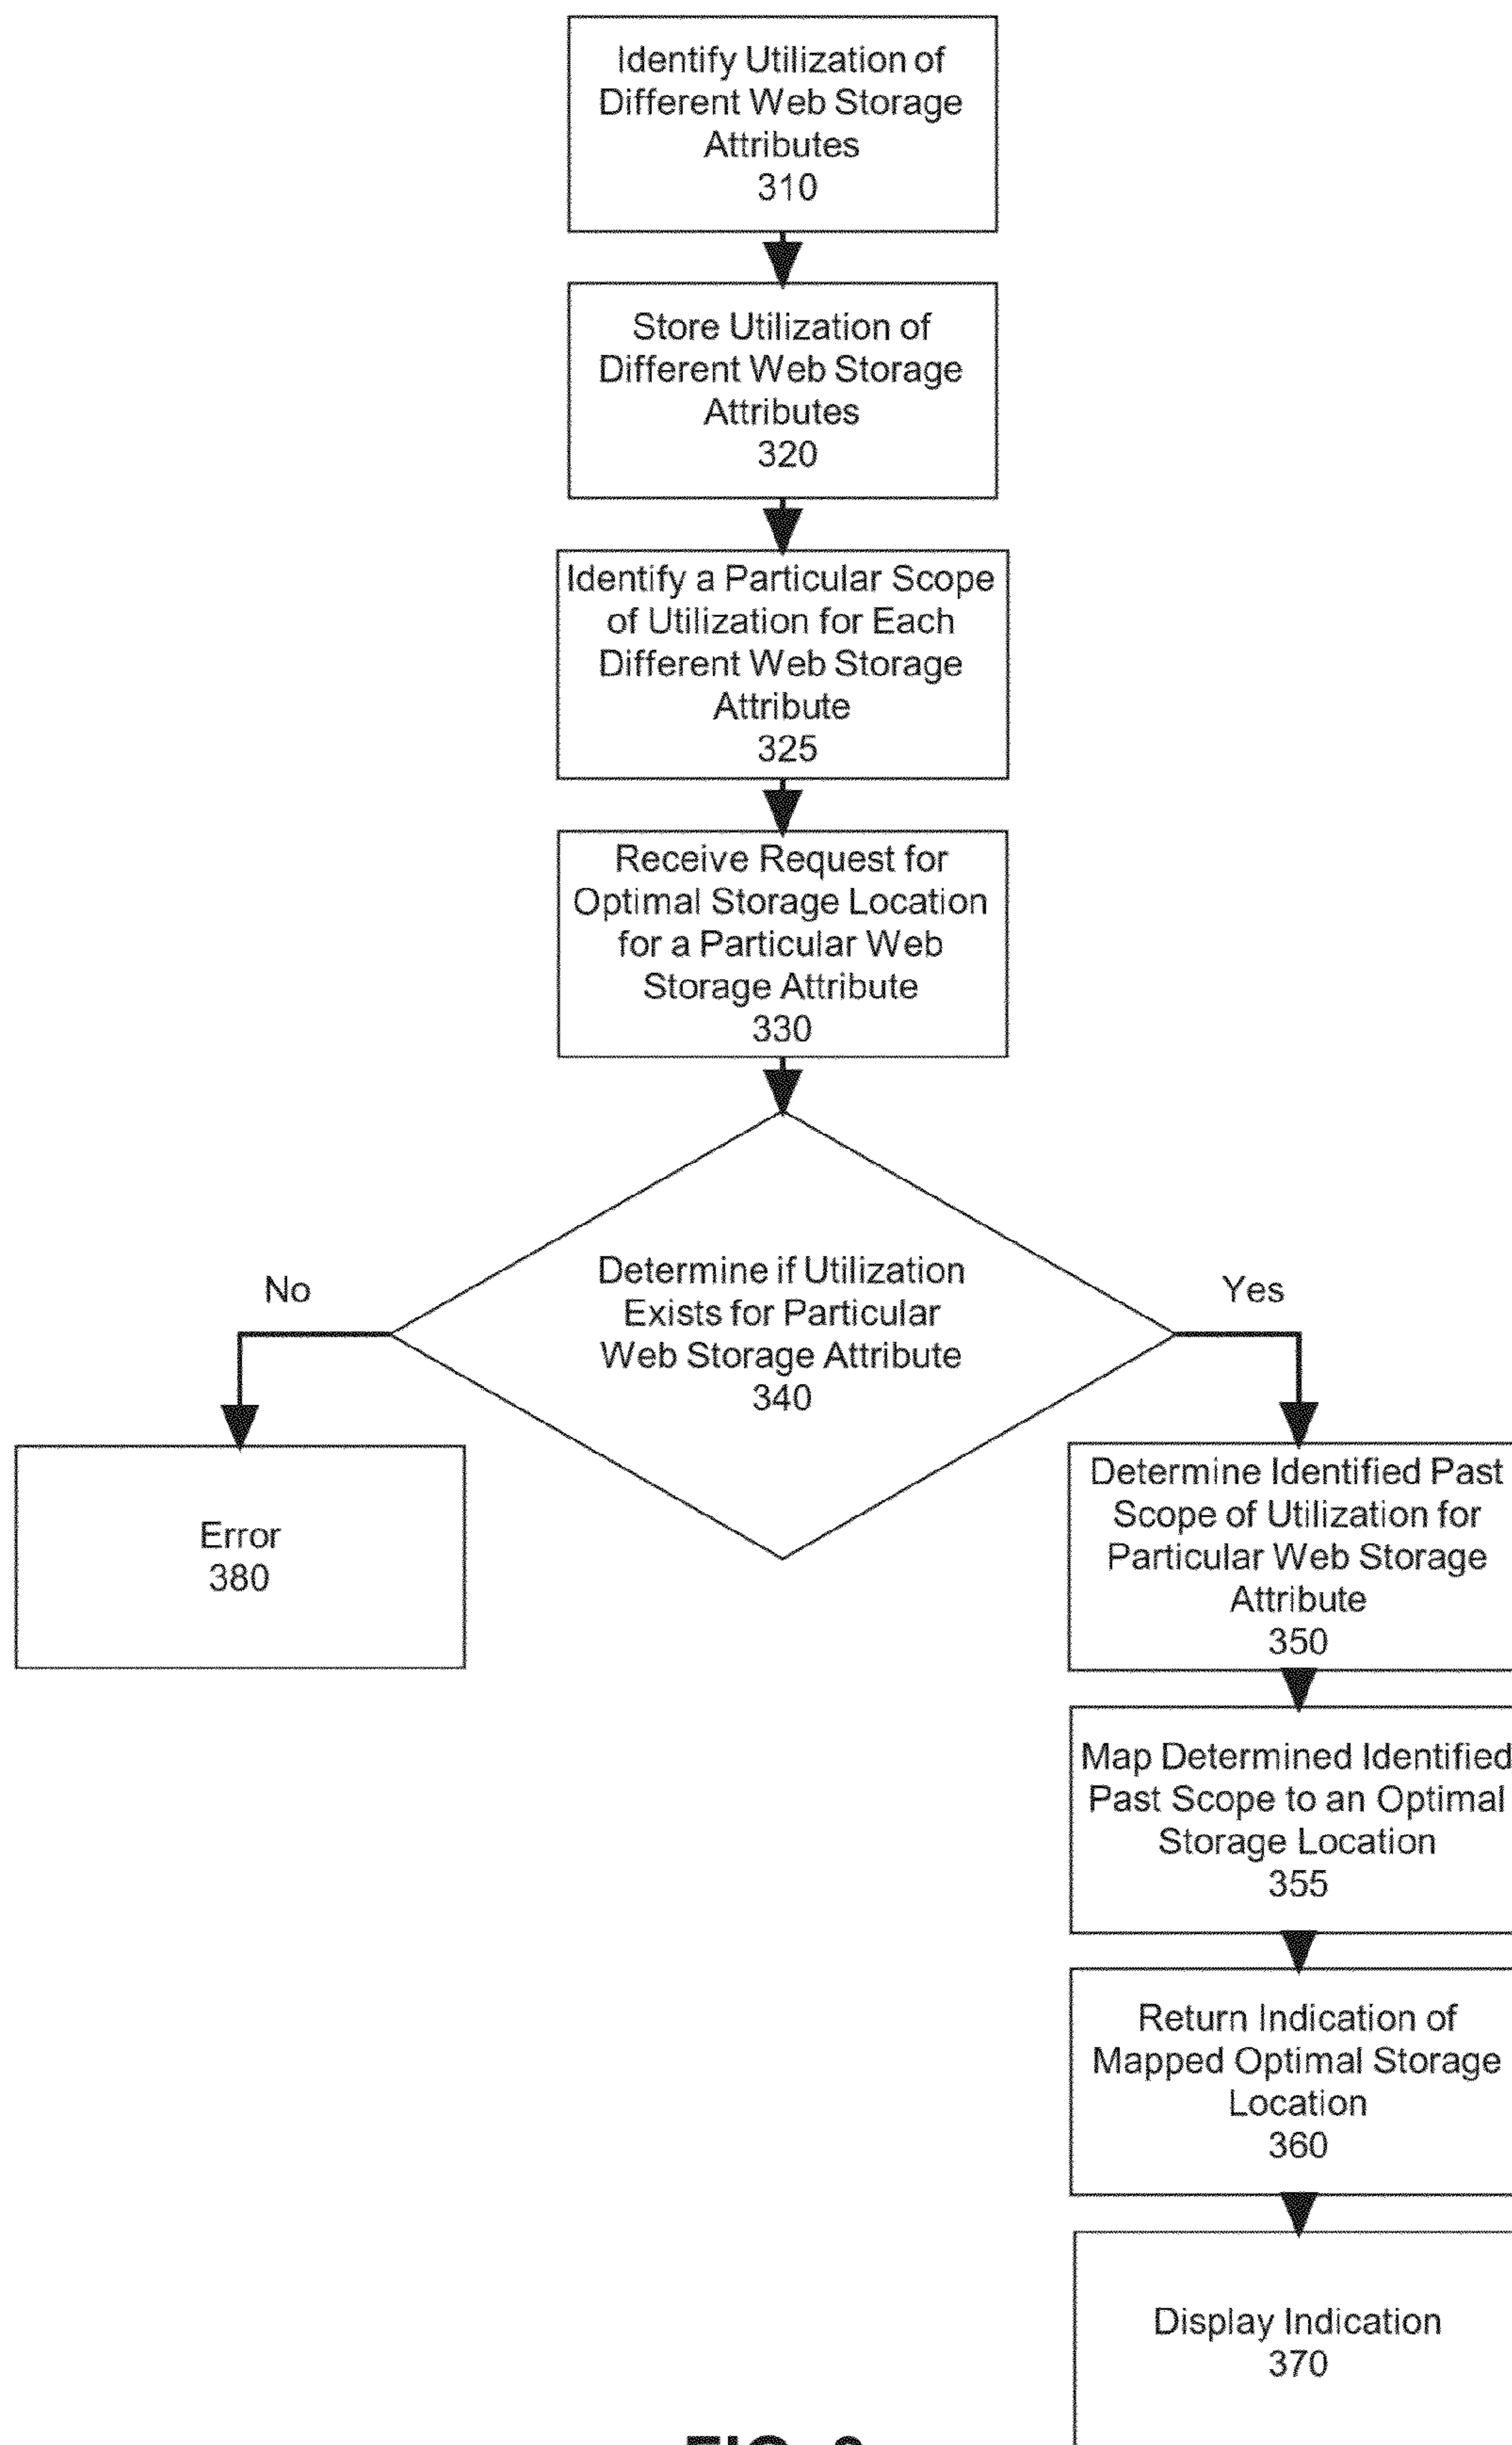 Identify Utilization of
Different Web Storage
Attributes
310
Store Utilization of
Different Web Storage
Attributes
320
Identify a Particular Scope
of Utilization for Each
Different Web Storage
Attribute
325
Receive Request for
Optimal Storage Location
for a Particular Web
Storage Attribute
330
Determine if Utilization
Exists for Particular
Web Storage Attribute
340
No
Yes
Error
380
Determine Identified Past
Scope of Utilization for
Particular Web Storage
Attribute
350
Map Determined Identified
Past Scope to an Optimal
Storage Location
355
Return Indication of
Mapped Optimal Storage
Location
360
Display Indication
370
FIG.